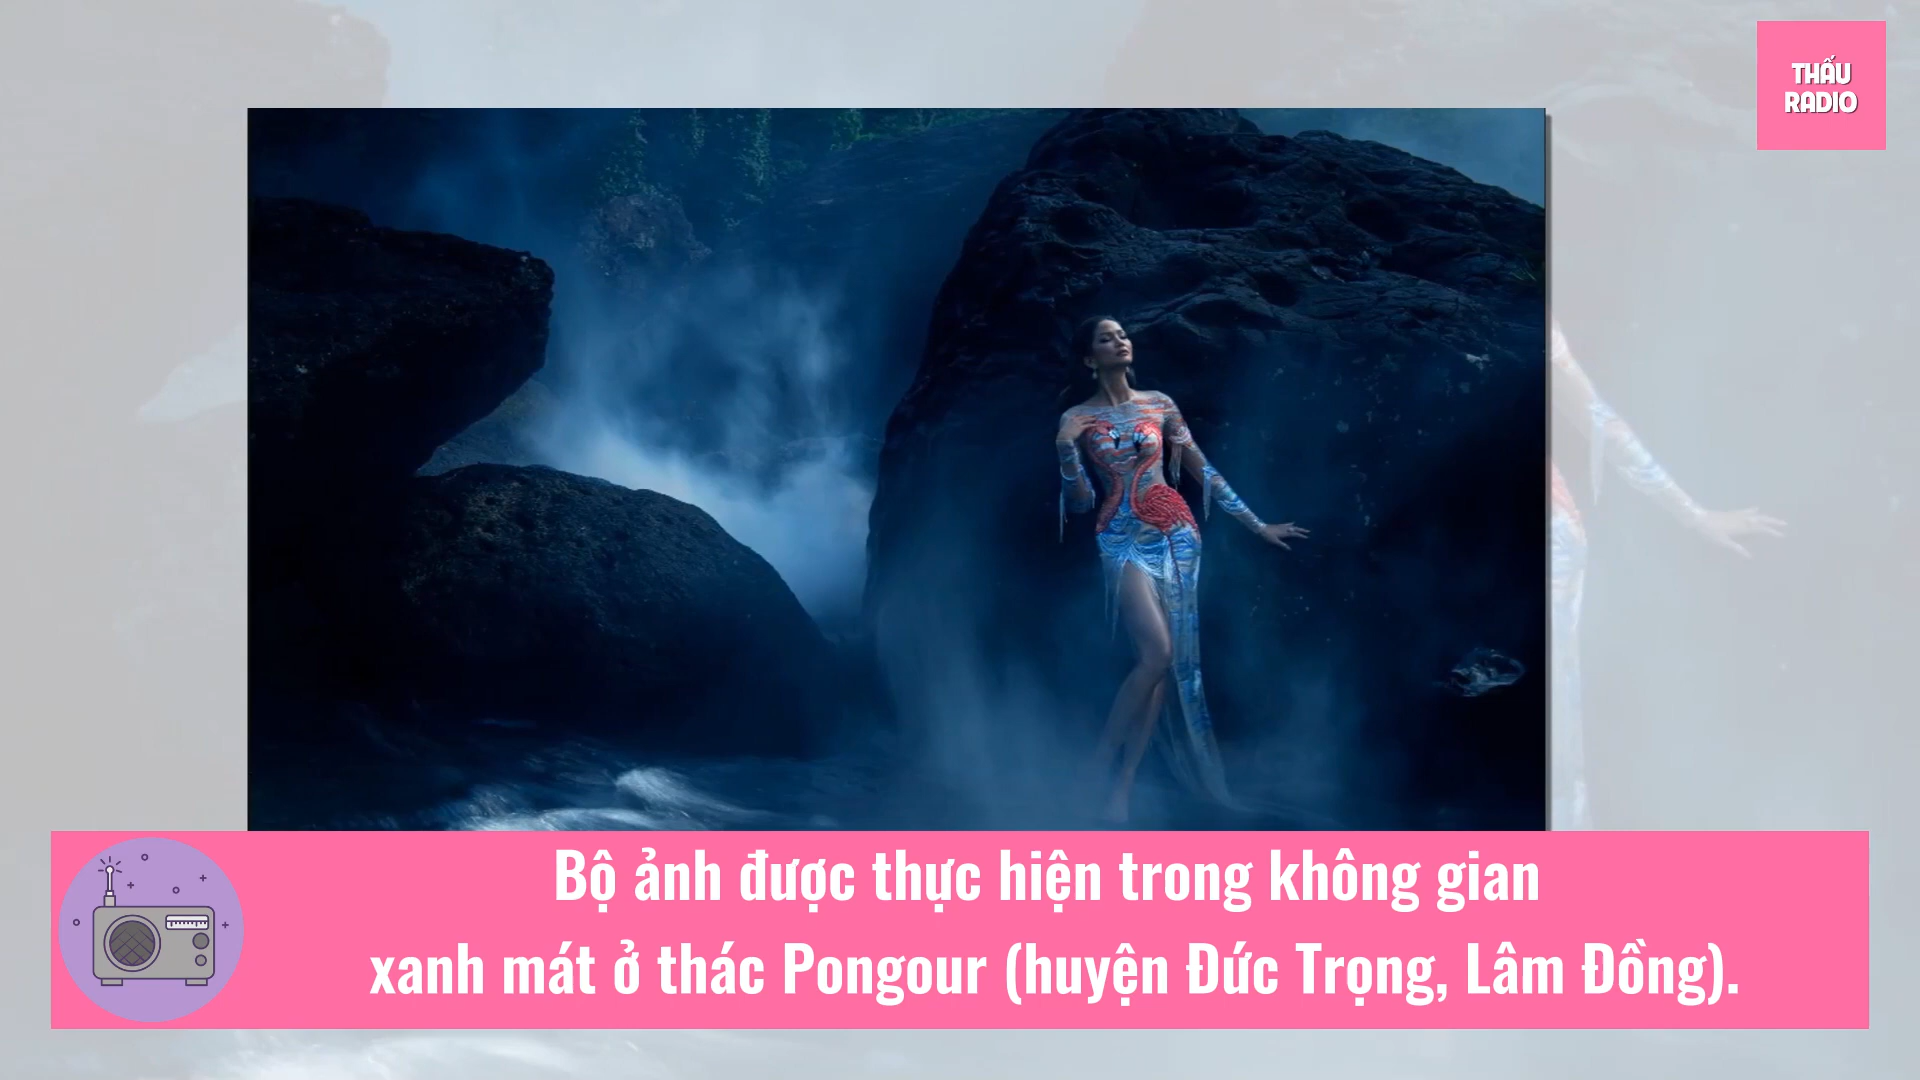 THẤU
RADIO
Bộ ảnh được thực hiện trong không gian
xanh mát ở thác Pongour (huyện Đức Trọng, Lâm Đồng).